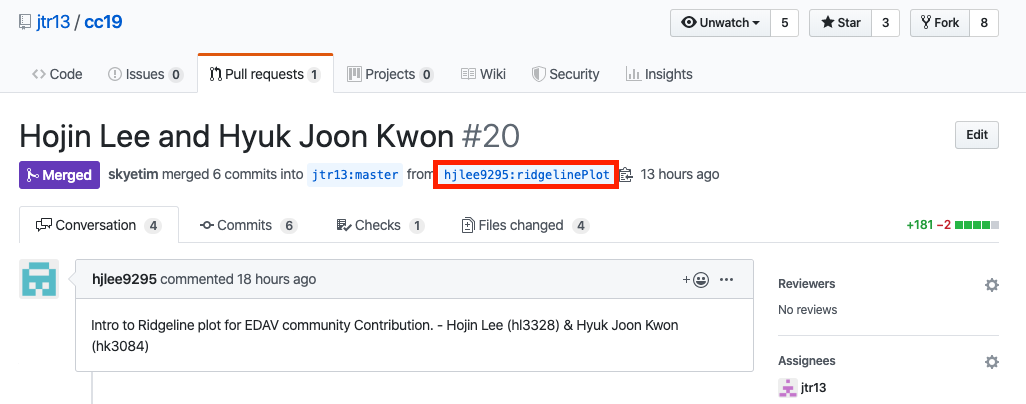 jtr13 / cc19
Unwatch 5 Star 3 Fork 8
Code Issues 0 Pull requests 1 Projects 0 Wiki Security Insights
Hojin Lee and Hyuk Joon Kwon #20 Edit
Merged skyetim merged 6 commits into jtr13:master from hjlee9295:ridgelinePlot 13 hours ago
Conversation 4 Commits 6 Checks 1 Files changed 4 +181 −2
hjlee9295 commented 18 hours ago
Intro to Ridgeline plot for EDAV community Contribution. - Hojin Lee (hl3328) & Hyuk Joon Kwon
(hk3084)
Reviewers
No reviews
Assignees
jtr13